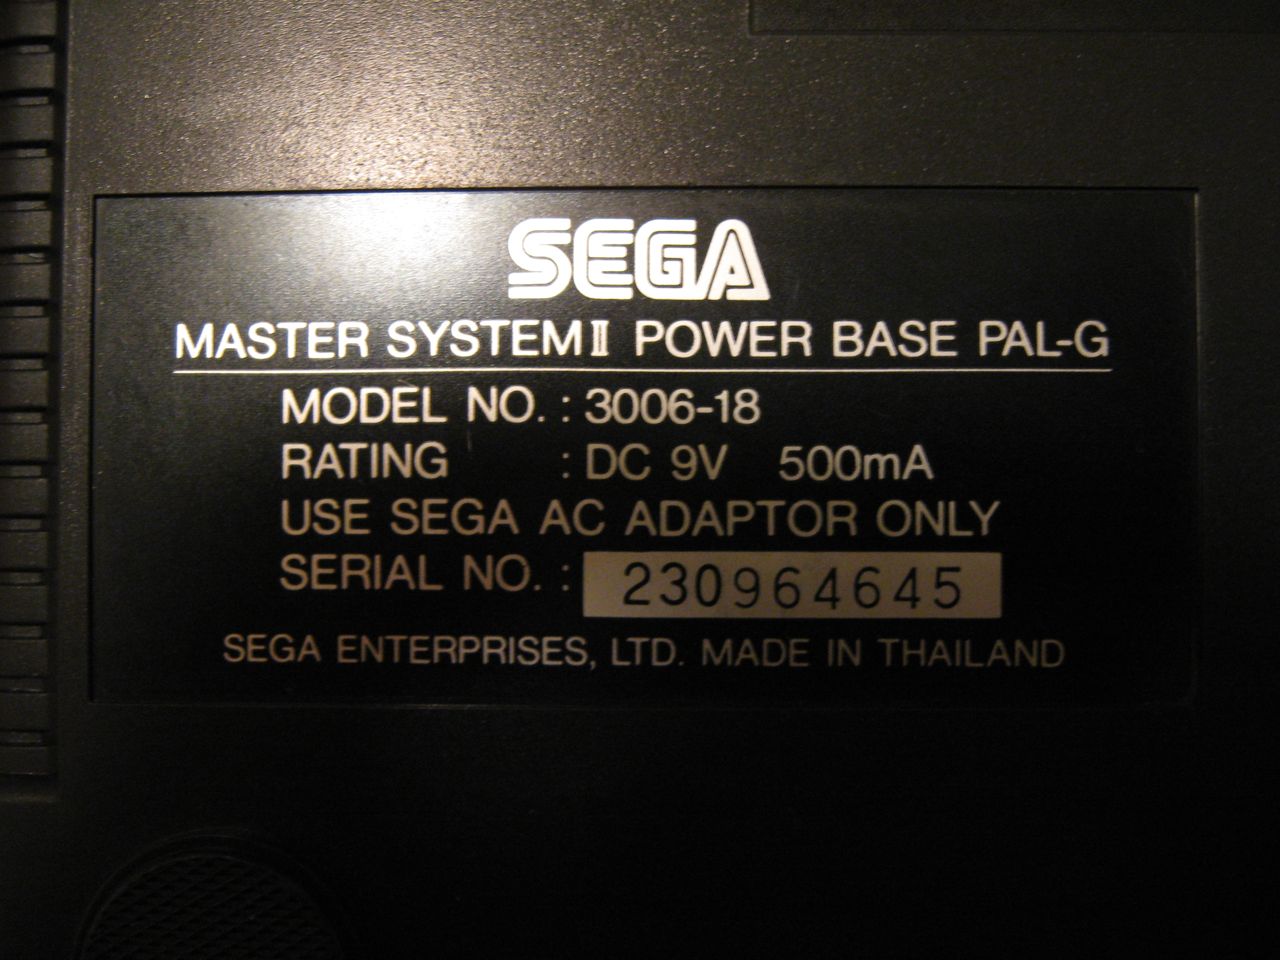 SEGA
MASTER SYSTEM II POWER BASE PAL-G
MODEL NO. : 3006-18
RATING : DC 9V 500mA
USE SEGA AC ADAPTOR ONLY
SERIAL NO. : 230964645
SEGA ENTERPRISES, LTD. MADE IN THAILAND